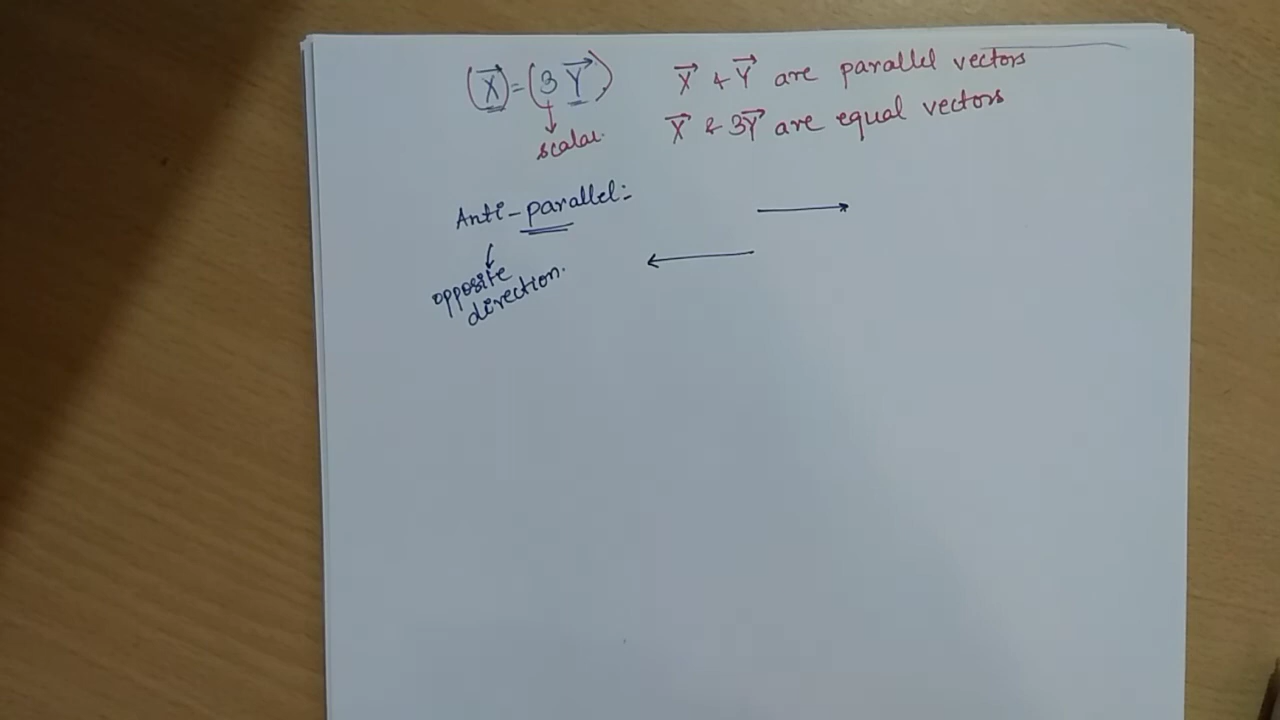 (X⃗)=(3 Y⃗) X⃗ & Y⃗ are parallel vectors
scalar. X⃗ & 3Y⃗ are equal vectors
Anti-parallel:-
opposite
direction.